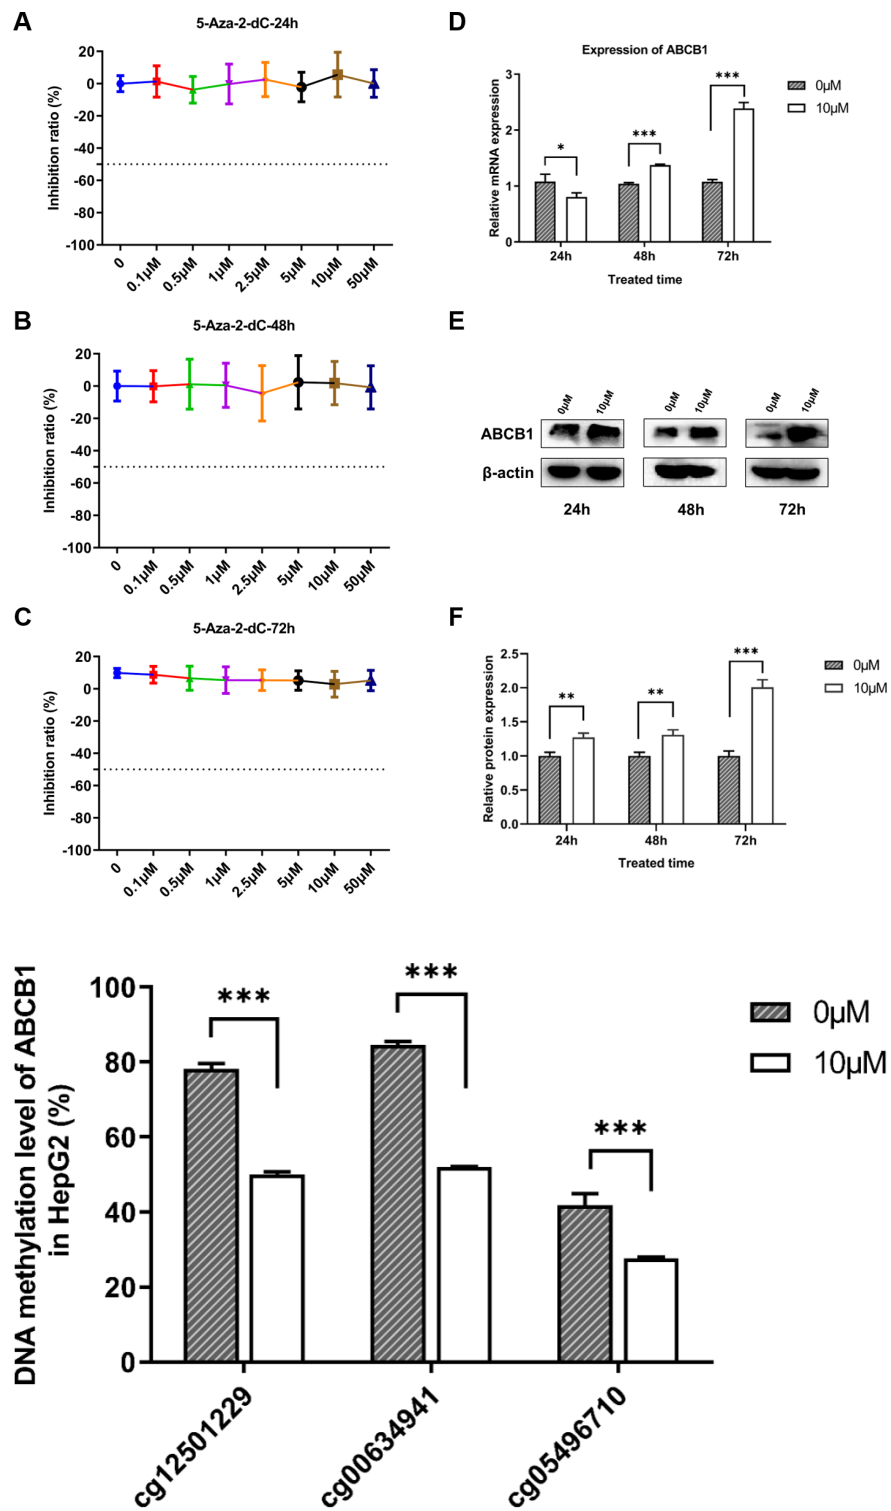 A
5-Aza-2-dC-24h
Inhibition ratio (%)
20
0
-20
-40
-60
-80
-100
0
0.1μM
0.5μM
1μM
2.5μM
5μM
10μM
50μM
B
5-Aza-2-dC-48h
Inhibition ratio (%)
20
0
-20
-40
-60
-80
-100
0
0.1μM
0.5μM
1μM
2.5μM
5μM
10μM
50μM
C
5-Aza-2-dC-72h
Inhibition ratio (%)
20
0
-20
-40
-60
-80
-100
0
0.1μM
0.5μM
1μM
2.5μM
5μM
10μM
50μM
D
Expression of ABCB1
Relative mRNA expression
3
2
1
0
*
***
***
0μM
10μM
24h
48h
72h
Treated time
E
0μM
10μM
0μM
10μM
0μM
10μM
ABCB1
β-actin
24h
48h
72h
F
Relative protein expression
2.5
2.0
1.5
1.0
0.5
0.0
**
**
***
0μM
10μM
24h
48h
72h
Treated time
DNA methylation level of ABCB1
in HepG2 (%)
100
80
60
40
20
0
***
***
***
0μM
10μM
cg12501229
cg00634941
cg05496710